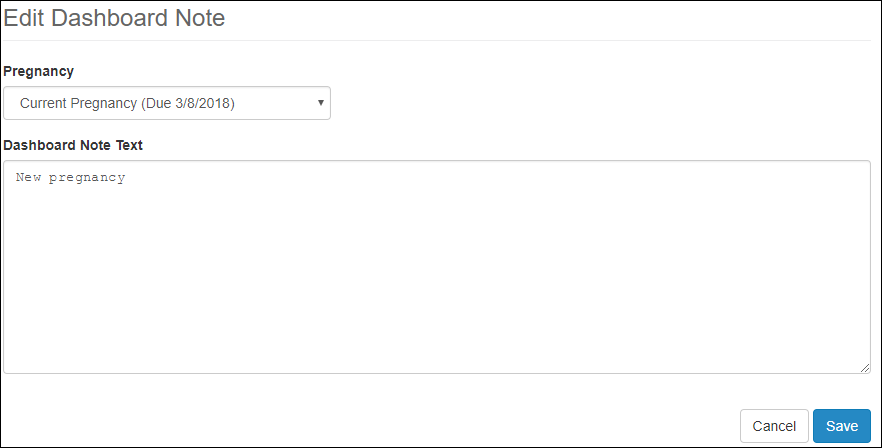 Edit Dashboard Note
Pregnancy
Current Pregnancy (Due 3/8/2018)
Dashboard Note Text
New pregnancy
Cancel Save